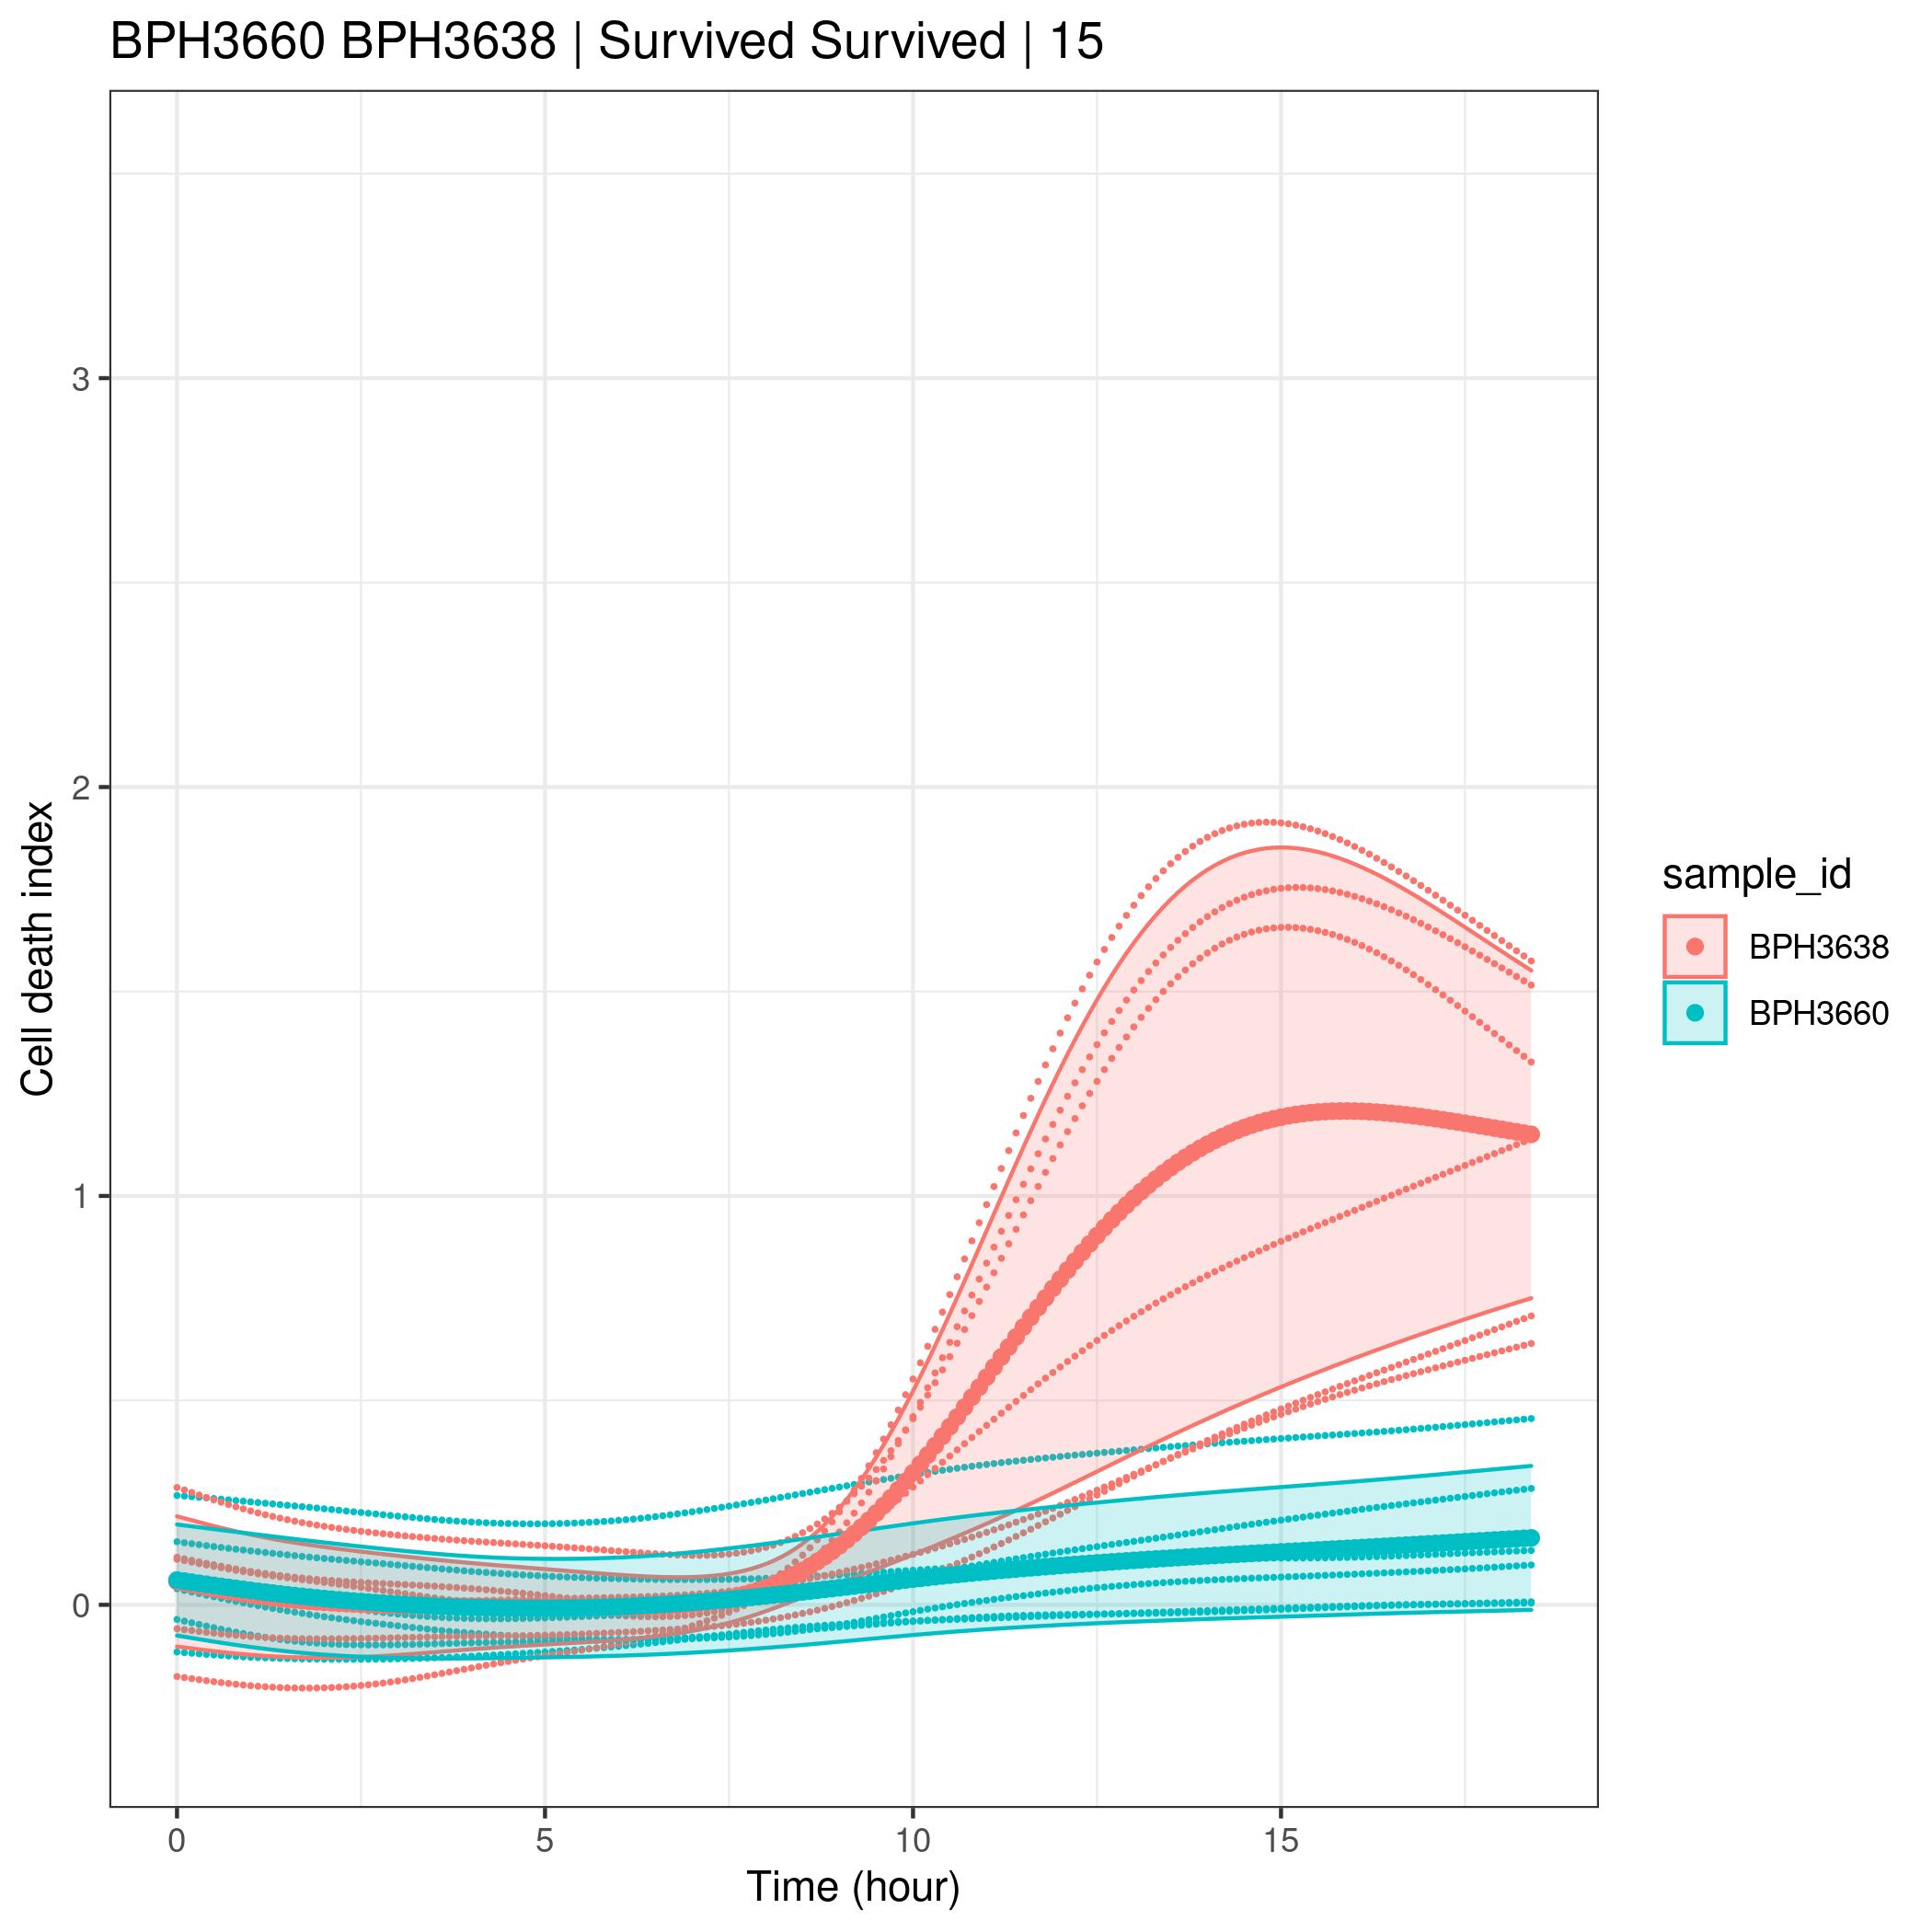 BPH3660 BPH3638 | Survived Survived | 15
3
2
1
0
Cell death index
0 5 10 15
Time (hour)
sample_id
BPH3638
BPH3660